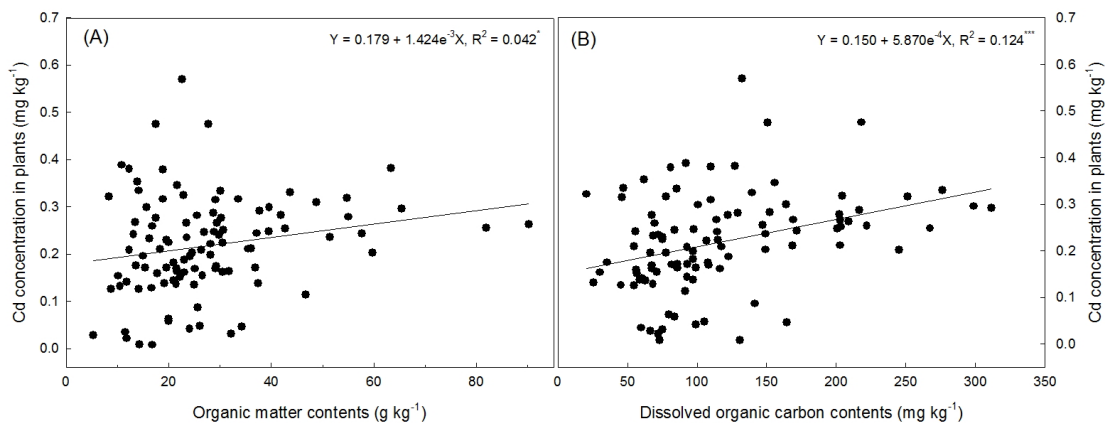 (A)
Y = 0.179 + 1.424e⁻³X, R² = 0.042*
0.7
0.6
0.5
0.4
0.3
0.2
0.1
0.0
Cd concentration in plants (mg kg⁻¹)
0 20 40 60 80
Organic matter contents (g kg⁻¹)
(B)
Y = 0.150 + 5.870e⁻⁴X, R² = 0.124***
0 50 100 150 200 250 300 350
Dissolved organic carbon contents (mg kg⁻¹)
0.7
0.6
0.5
0.4
0.3
0.2
0.1
0.0
Cd concentration in plants (mg kg⁻¹)